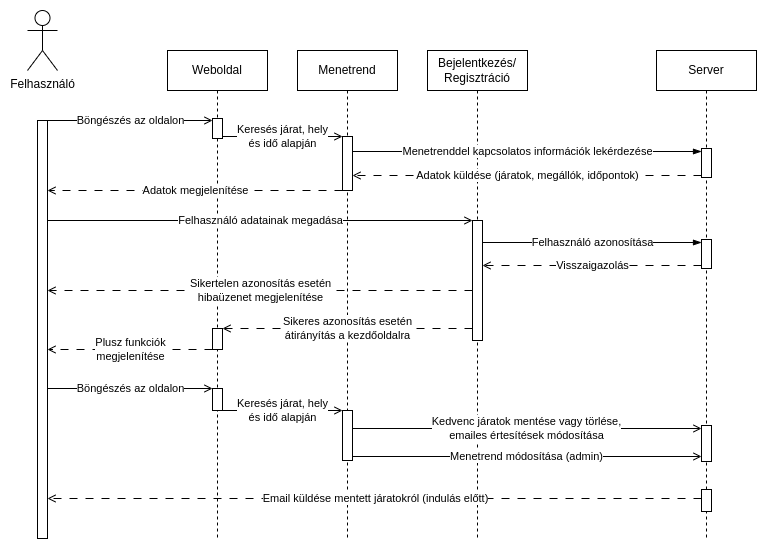 Felhasználó
Weboldal
Menetrend
Bejelentkezés/
Regisztráció
Server
Böngészés az oldalon
Keresés járat, hely
és idő alapján
Menetrenddel kapcsolatos információk lekérdezése
Adatok küldése (járatok, megállók, időpontok)
Adatok megjelenítése
Felhasználó adatainak megadása
Felhasználó azonosítása
Visszaigazolás
Sikertelen azonosítás esetén
hibaüzenet megjelenítése
Sikeres azonosítás esetén
átirányítás a kezdőoldalra
Plusz funkciók
megjelenítése
Böngészés az oldalon
Keresés járat, hely
és idő alapján
Kedvenc járatok mentése vagy törlése,
emailes értesítések módosítása
Menetrend módosítása (admin)
Email küldése mentett járatokról (indulás előtt)